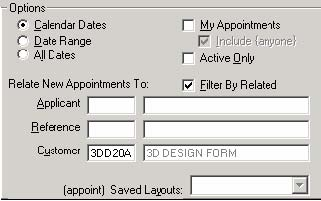 Options
Calendar Dates
My Appointments
Date Range
Include {anyone}
All Dates
Active Only
Relate New Appointments To:
Filter By Related
Applicant
Reference
Customer 3DD20A 3D DESIGN FORM
(appoint) Saved Layouts: